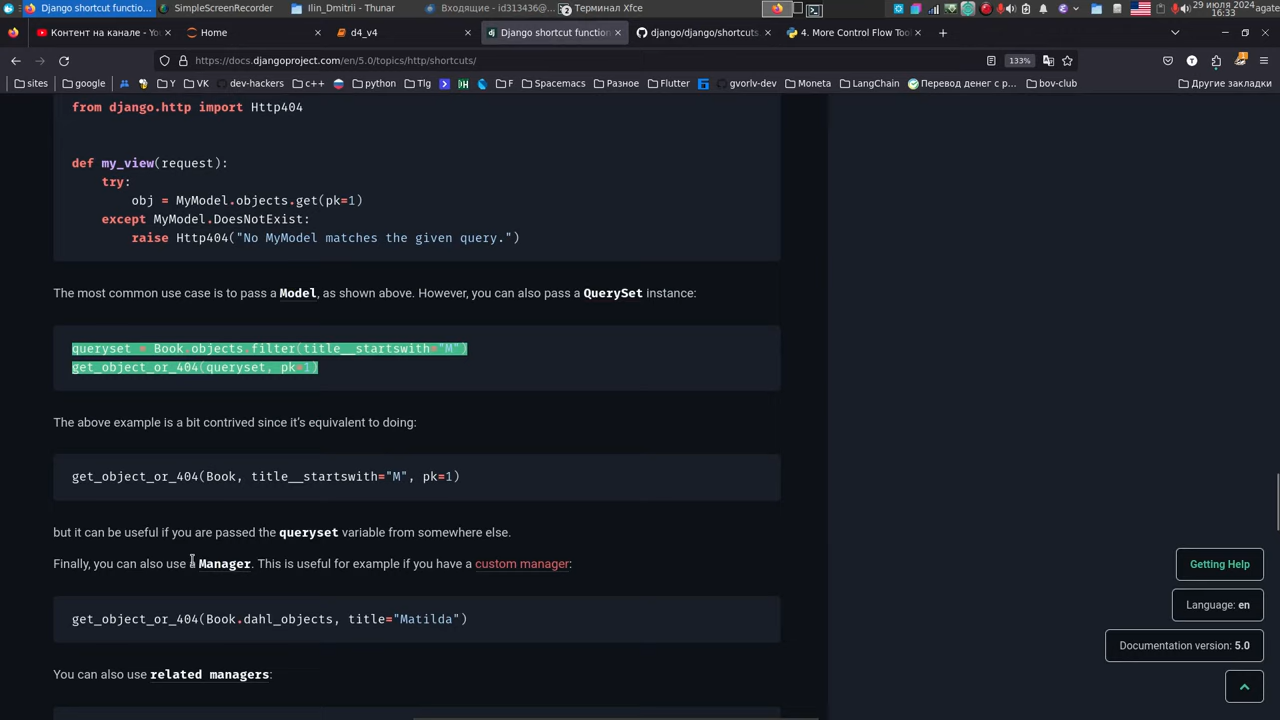 Django shortcut functio...
SimpleScreenRecorder
Ilin_Dmitrii - Thunar
Входящие - id313436@...
Терминал Xfce
29 июля 2024
16:33
agate
Контент на канале - YouT
Home
d4_v4
Django shortcut function
django/django/shortcuts.
4. More Control Flow Tool
https://docs.djangoproject.com/en/5.0/topics/http/shortcuts/
133%
sites
google
Y
VK
dev-hackers
c++
python
Tlg
F
Spacemacs
Разное
Flutter
gvorlv-dev
Moneta
LangChain
Перевод денег с р...
bov-club
Другие закладки
from django.http import Http404
def my_view(request):
try:
obj = MyModel.objects.get(pk=1)
except MyModel.DoesNotExist:
raise Http404("No MyModel matches the given query.")
The most common use case is to pass a Model, as shown above. However, you can also pass a QuerySet instance:
queryset = Book.objects.filter(title__startswith="M")
get_object_or_404(queryset, pk=1)
The above example is a bit contrived since it's equivalent to doing:
get_object_or_404(Book, title__startswith="M", pk=1)
but it can be useful if you are passed the queryset variable from somewhere else.
Finally, you can also use a Manager. This is useful for example if you have a custom manager:
get_object_or_404(Book.dahl_objects, title="Matilda")
You can also use related managers:
Getting Help
Language: en
Documentation version: 5.0